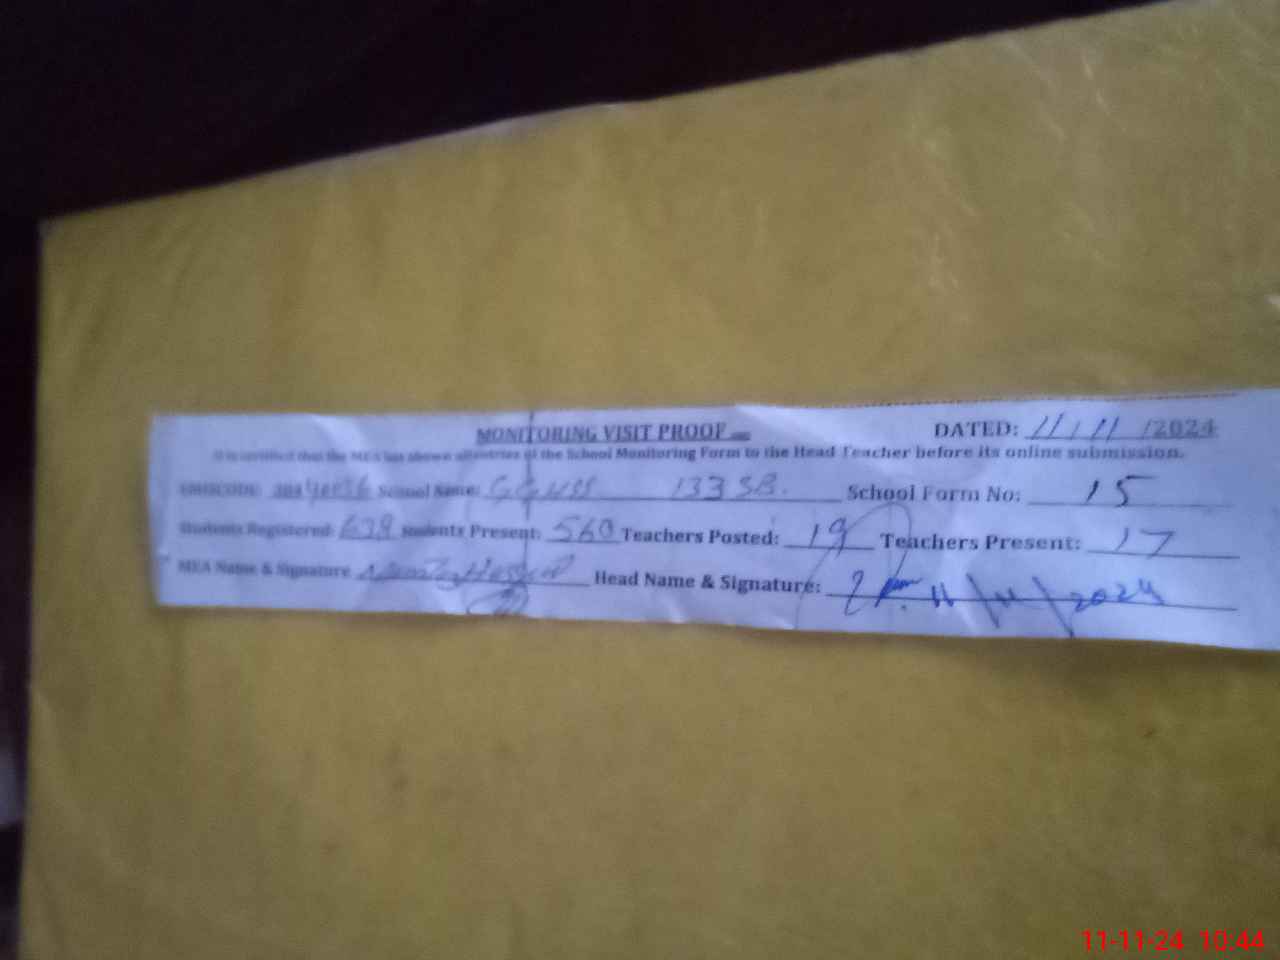 MONITORING VISIT PROOF DATED: 11/11/2024
It is certified that the MEA has shown all entries of the School Monitoring Form to the Head Teacher before its online submission.
EMISCODE: School Name: GGHSS 133 SB. School Form No: 15
Students Registered: 679 Students Present: 560 Teachers Posted: 19 Teachers Present: 17
MEA Name & Signature Head Name & Signature: 11/11/2024
11-11-24 10:44